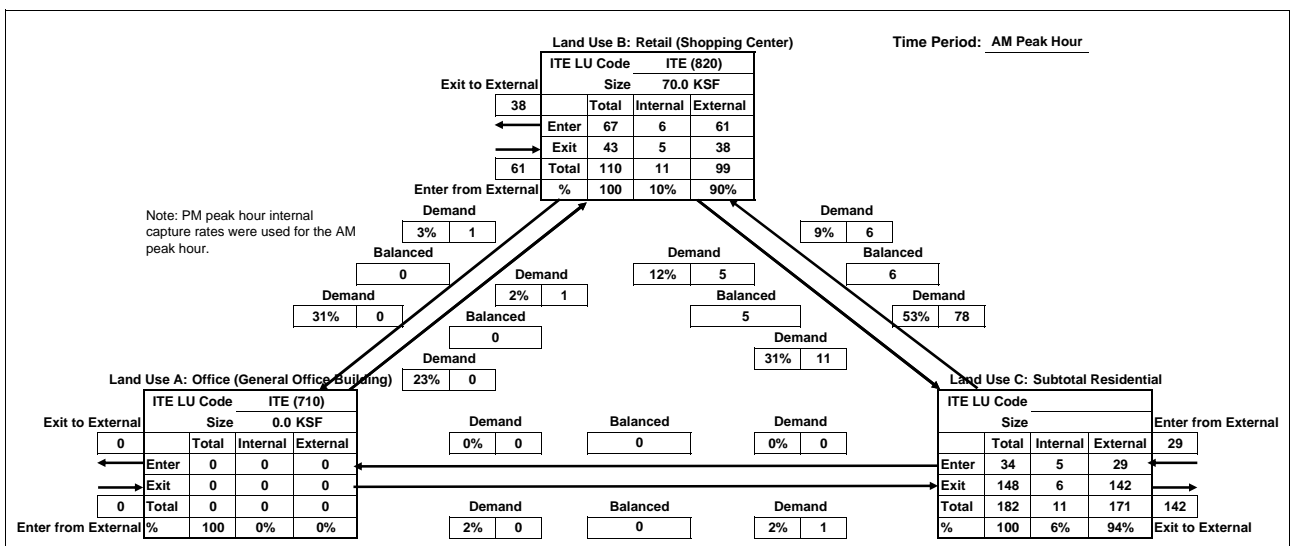 Land Use B: Retail (Shopping Center)
Time Period: AM Peak Hour
ITE LU Code ITE (820)
Exit to External Size 70.0 KSF
38 Total Internal External
Enter 67 6 61
Exit 43 5 38
61 Total 110 11 99
Enter from External % 100 10% 90%
Note: PM peak hour internal
capture rates were used for the AM
peak hour.
Demand
3% 1
Balanced
0
Demand
31% 0
Demand
2% 1
Balanced
0
Demand
23% 0
Demand
12% 5
Balanced
5
Demand
31% 11
Demand
9% 6
Balanced
6
Demand
53% 78
Land Use A: Office (General Office Building)
ITE LU Code ITE (710)
Exit to External Size 0.0 KSF
0 Total Internal External
Enter 0 0 0
Exit 0 0 0
0 Total 0 0 0
Enter from External % 100 0% 0%
Demand Balanced Demand
0% 0 0 0% 0
Demand Balanced Demand
2% 0 0 2% 1
Land Use C: Subtotal Residential
ITE LU Code
Size Enter from External
Total Internal External 29
Enter 34 5 29
Exit 148 6 142
Total 182 11 171 142
% 100 6% 94% Exit to External